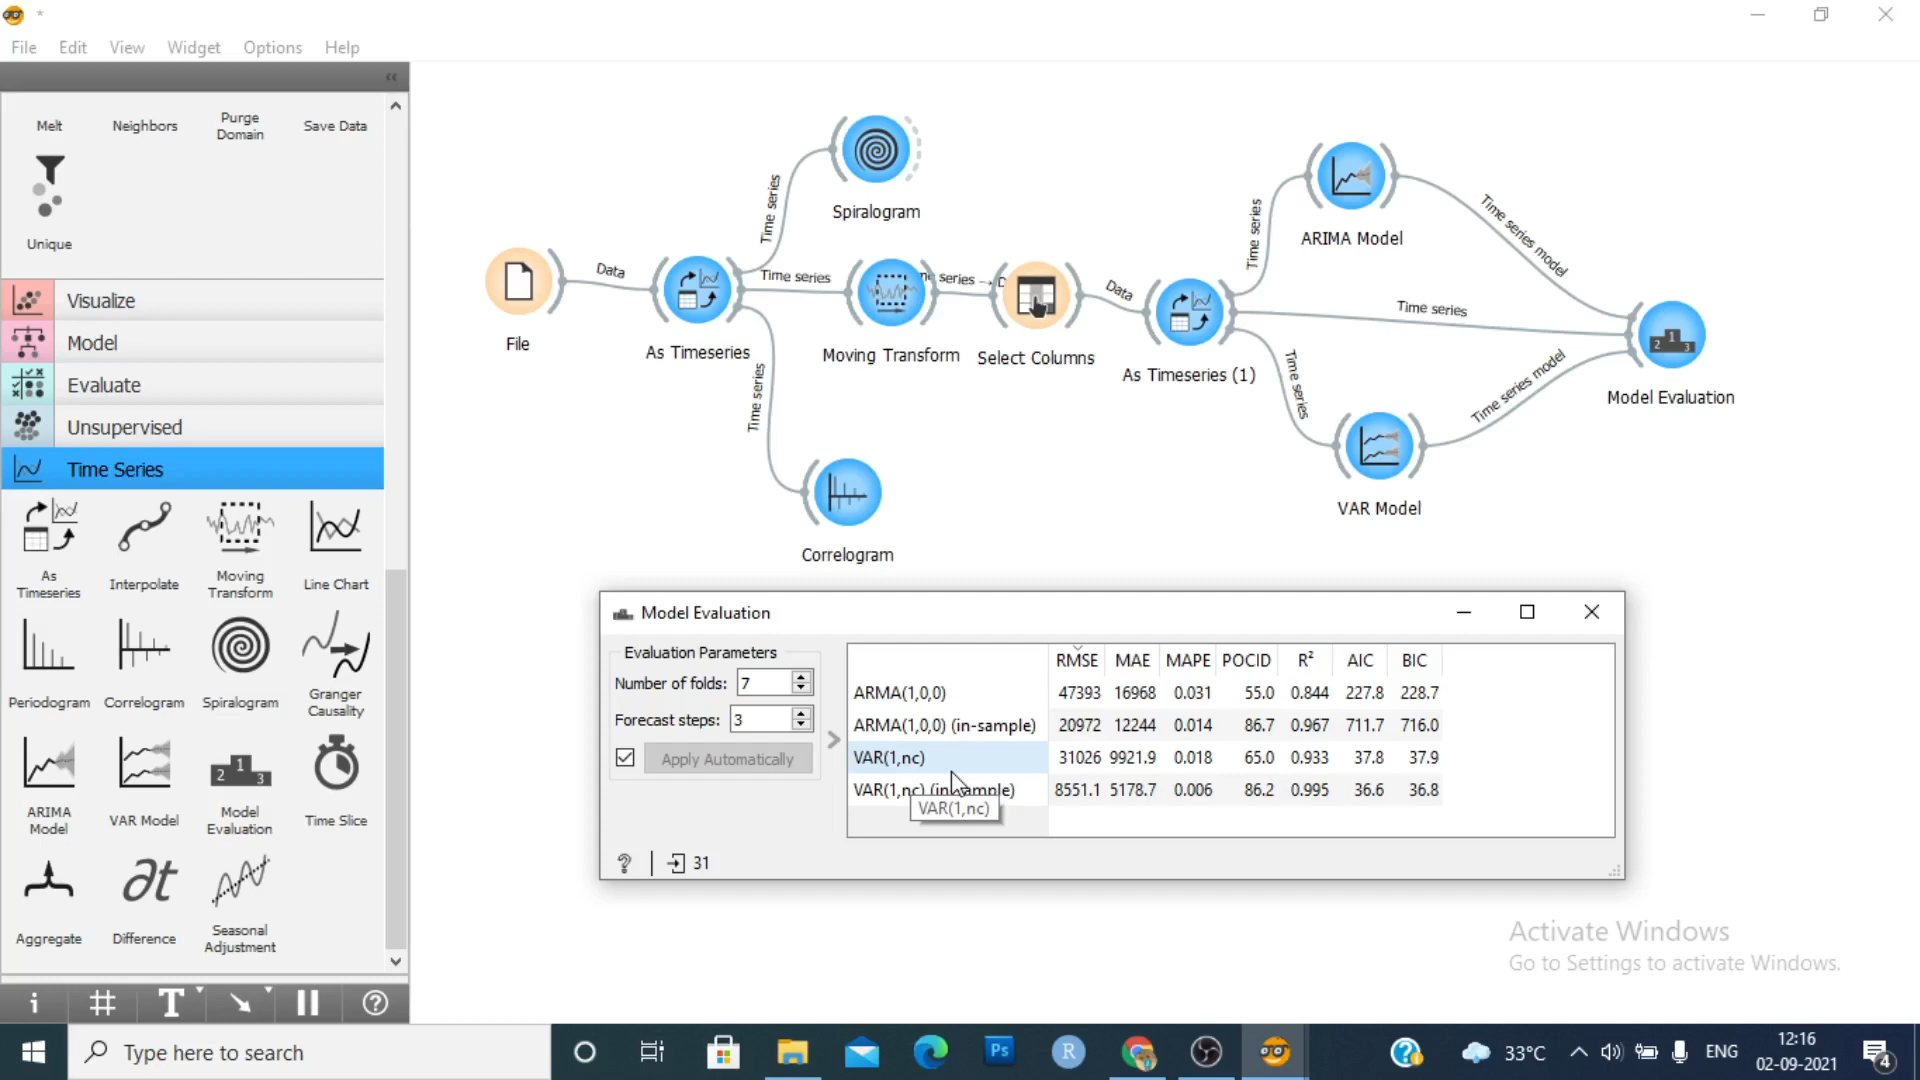 *
File Edit View Widget Options Help
Melt Neighbors Purge Domain Save Data
Unique
Visualize
Model
Evaluate
Unsupervised
Time Series
As Timeseries Interpolate Moving Transform Line Chart
Periodogram Correlogram Spiralogram Granger Causality
ARIMA Model VAR Model Model Evaluation Time Slice
Aggregate Difference Seasonal Adjustment
File
Data
As Timeseries
Time series
Spiralogram
Time series
Moving Transform
Time series
Correlogram
me series → D
Select Columns
Data
As Timeseries (1)
Time series
ARIMA Model
Time series model
Time series
Time series
VAR Model
Time series model
Model Evaluation
Model Evaluation
Evaluation Parameters
Number of folds: 7
Forecast steps: 3
Apply Automatically
RMSE MAE MAPE POCID R² AIC BIC
ARMA(1,0,0) 47393 16968 0.031 55.0 0.844 227.8 228.7
ARMA(1,0,0) (in-sample) 20972 12244 0.014 86.7 0.967 711.7 716.0
VAR(1,nc) 31026 9921.9 0.018 65.0 0.933 37.8 37.9
VAR(1,nc) (in-sample) 8551.1 5178.7 0.006 86.2 0.995 36.6 36.8
VAR(1,nc)
? 31
Activate Windows
Go to Settings to activate Windows.
Type here to search
Ps
R
33°C
ENG
12:16
02-09-2021
4